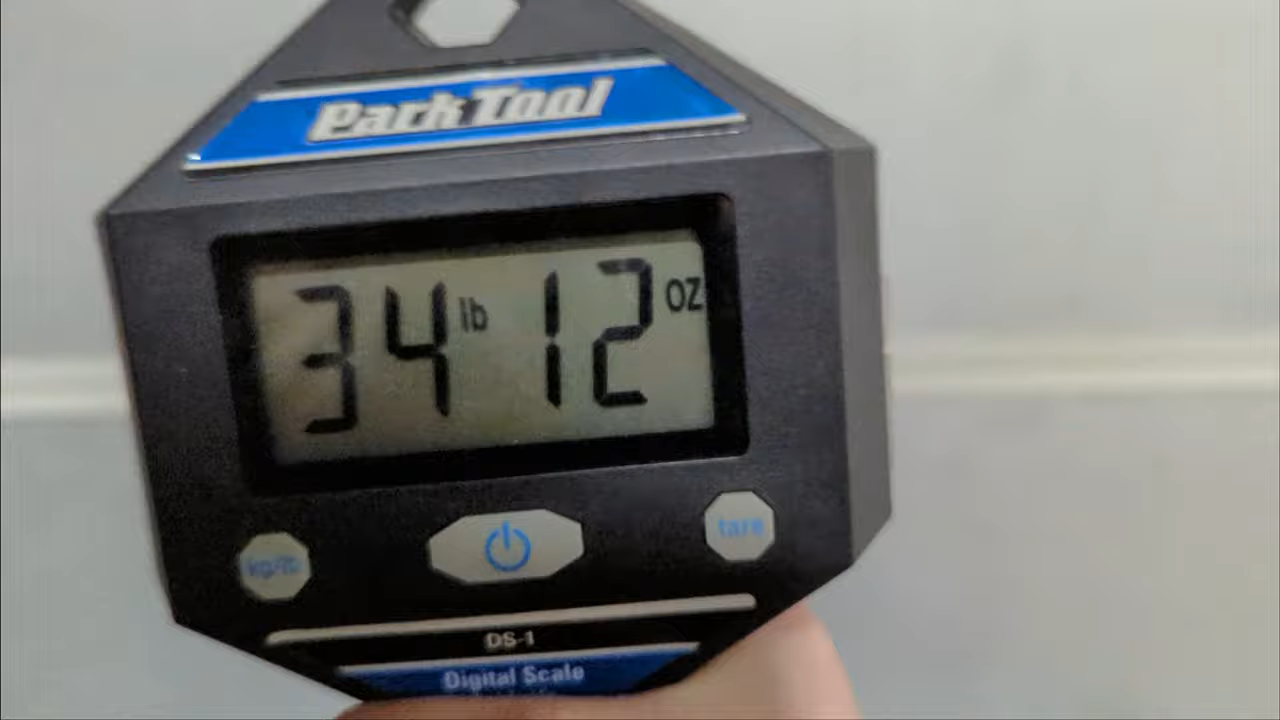 Park Tool
34 lb 12 oz
kg/lb
tare
DS-1
Digital Scale